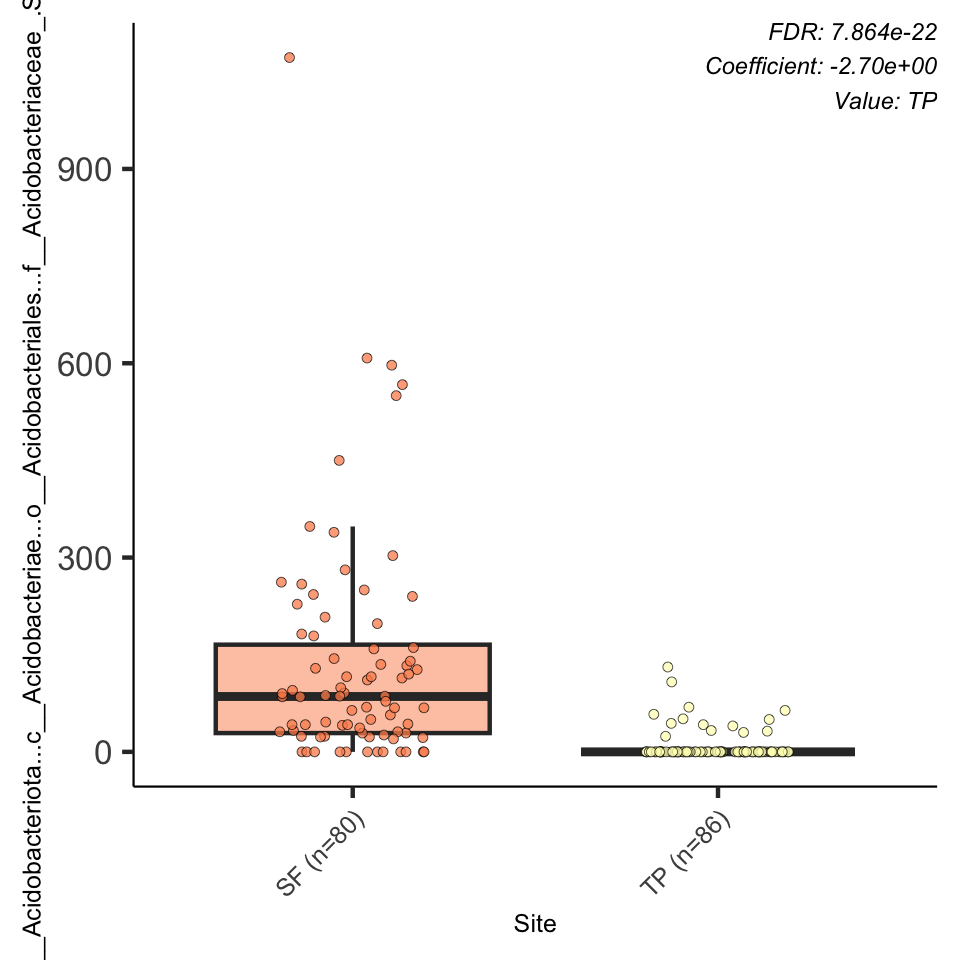 FDR: 7.864e-22
Coefficient: -2.70e+00
Value: TP
__Acidobacteriota...c__Acidobacteriae...o__Acidobacteriales...f__Acidobacteriaceae_.S
900
600
300
0
SF (n=80)
TP (n=86)
Site